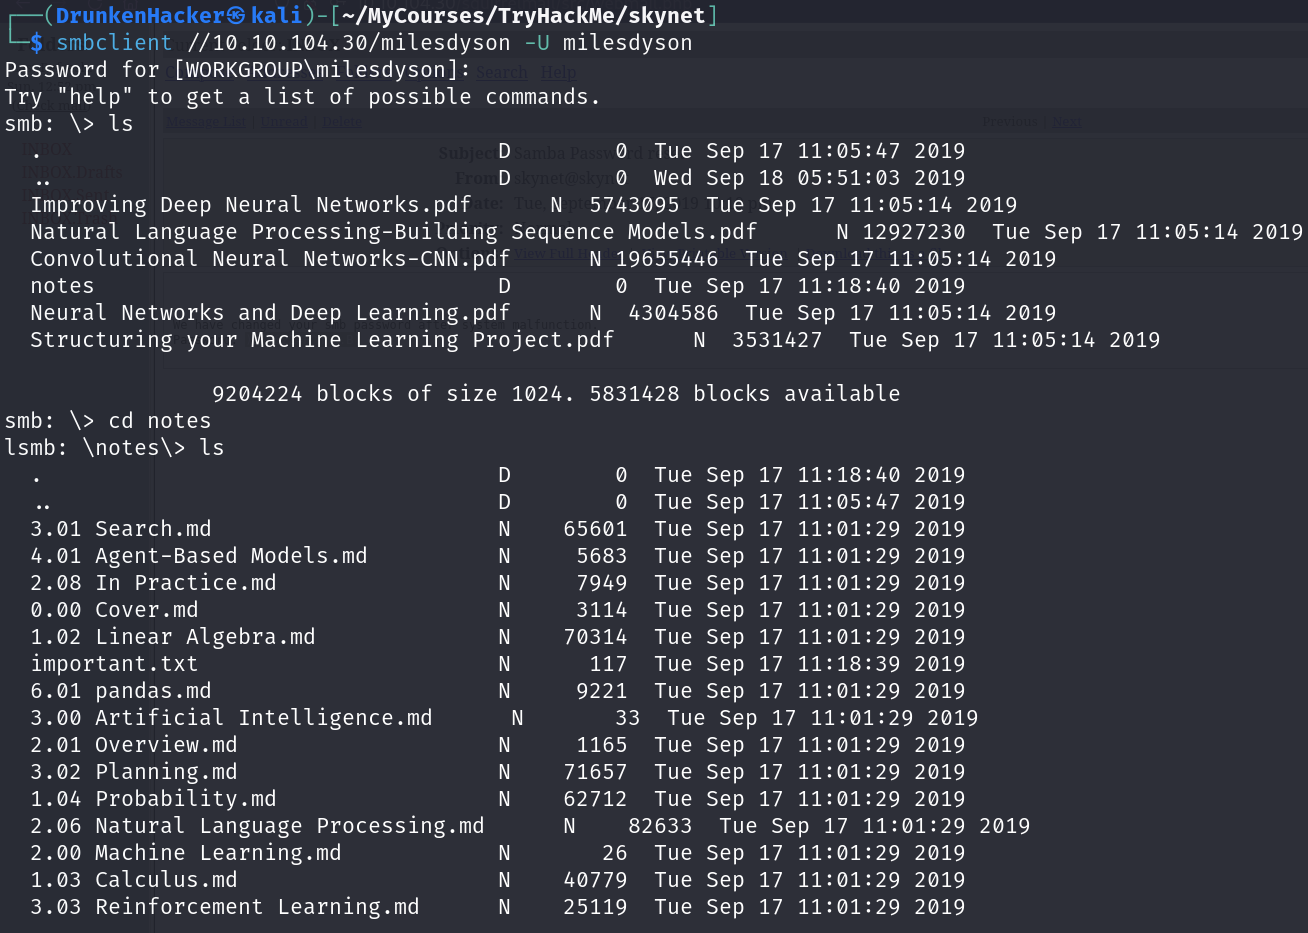 ┌──(DrunkenHacker㉿kali)-[~/MyCourses/TryHackMe/skynet]
└─$ smbclient //10.10.104.30/milesdyson -U milesdyson
Password for [WORKGROUP\milesdyson]:
Try "help" to get a list of possible commands.
smb: \> ls
  .                                   D        0  Tue Sep 17 11:05:47 2019
  ..                                  D        0  Wed Sep 18 05:51:03 2019
  Improving Deep Neural Networks.pdf      N  5743095  Tue Sep 17 11:05:14 2019
  Natural Language Processing-Building Sequence Models.pdf      N 12927230  Tue Sep 17 11:05:14 2019
  Convolutional Neural Networks-CNN.pdf      N 19655446  Tue Sep 17 11:05:14 2019
  notes                               D        0  Tue Sep 17 11:18:40 2019
  Neural Networks and Deep Learning.pdf      N  4304586  Tue Sep 17 11:05:14 2019
  Structuring your Machine Learning Project.pdf      N  3531427  Tue Sep 17 11:05:14 2019
                9204224 blocks of size 1024. 5831428 blocks available
smb: \> cd notes
lsmb: \notes\> ls
  .                                   D        0  Tue Sep 17 11:18:40 2019
  ..                                  D        0  Tue Sep 17 11:05:47 2019
  3.01 Search.md                      N    65601  Tue Sep 17 11:01:29 2019
  4.01 Agent-Based Models.md          N     5683  Tue Sep 17 11:01:29 2019
  2.08 In Practice.md                 N     7949  Tue Sep 17 11:01:29 2019
  0.00 Cover.md                       N     3114  Tue Sep 17 11:01:29 2019
  1.02 Linear Algebra.md              N    70314  Tue Sep 17 11:01:29 2019
  important.txt                       N      117  Tue Sep 17 11:18:39 2019
  6.01 pandas.md                      N     9221  Tue Sep 17 11:01:29 2019
  3.00 Artificial Intelligence.md      N       33  Tue Sep 17 11:01:29 2019
  2.01 Overview.md                    N     1165  Tue Sep 17 11:01:29 2019
  3.02 Planning.md                    N    71657  Tue Sep 17 11:01:29 2019
  1.04 Probability.md                 N    62712  Tue Sep 17 11:01:29 2019
  2.06 Natural Language Processing.md      N    82633  Tue Sep 17 11:01:29 2019
  2.00 Machine Learning.md            N       26  Tue Sep 17 11:01:29 2019
  1.03 Calculus.md                    N    40779  Tue Sep 17 11:01:29 2019
  3.03 Reinforcement Learning.md      N    25119  Tue Sep 17 11:01:29 2019